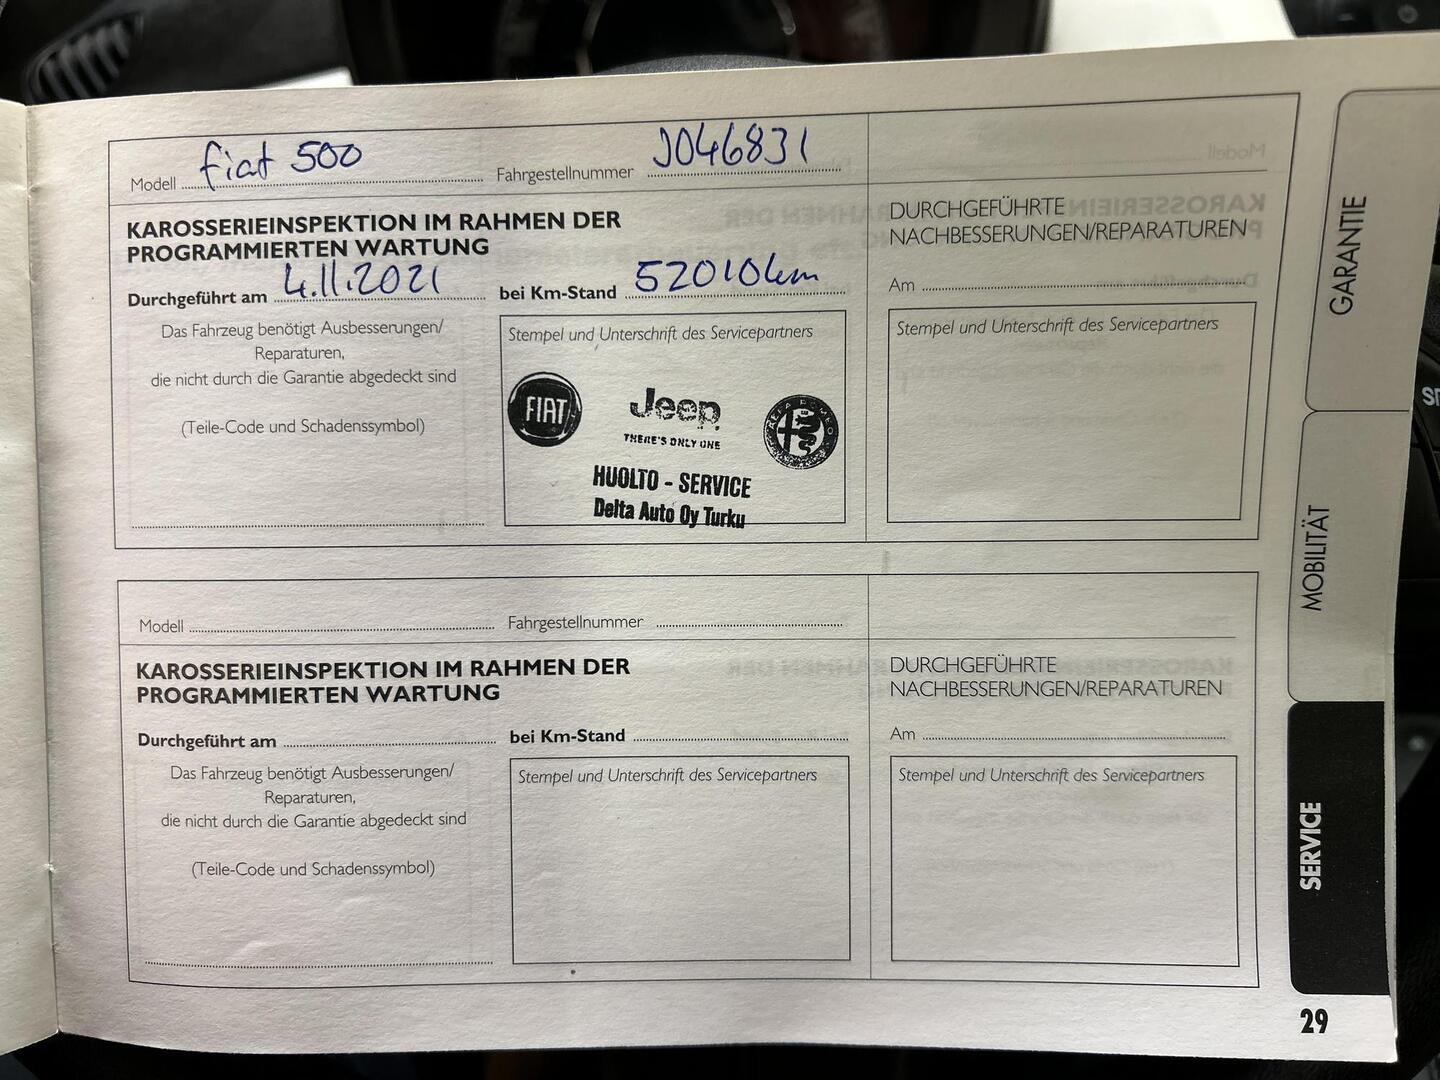 Modell fiat 500 Fahrgestellnummer J046831
KAROSSERIEINSPEKTION IM RAHMEN DER
PROGRAMMIERTEN WARTUNG
Durchgeführt am 4.11.2021 bei Km-Stand 52010km
Das Fahrzeug benötigt Ausbesserungen/
Reparaturen,
die nicht durch die Garantie abgedeckt sind
(Teile-Code und Schadenssymbol)
Stempel und Unterschrift des Servicepartners
FIAT
Jeep
THERE'S ONLY ONE
ALFA ROMEO
HUOLTO - SERVICE
Delta Auto Oy Turku
DURCHGEFÜHRTE
NACHBESSERUNGEN/REPARATUREN
Am
Stempel und Unterschrift des Servicepartners
Modell Fahrgestellnummer
KAROSSERIEINSPEKTION IM RAHMEN DER
PROGRAMMIERTEN WARTUNG
Durchgeführt am bei Km-Stand
Das Fahrzeug benötigt Ausbesserungen/
Reparaturen,
die nicht durch die Garantie abgedeckt sind
(Teile-Code und Schadenssymbol)
Stempel und Unterschrift des Servicepartners
DURCHGEFÜHRTE
NACHBESSERUNGEN/REPARATUREN
Am
Stempel und Unterschrift des Servicepartners
GARANTIE
MOBILITÄT
SERVICE
29